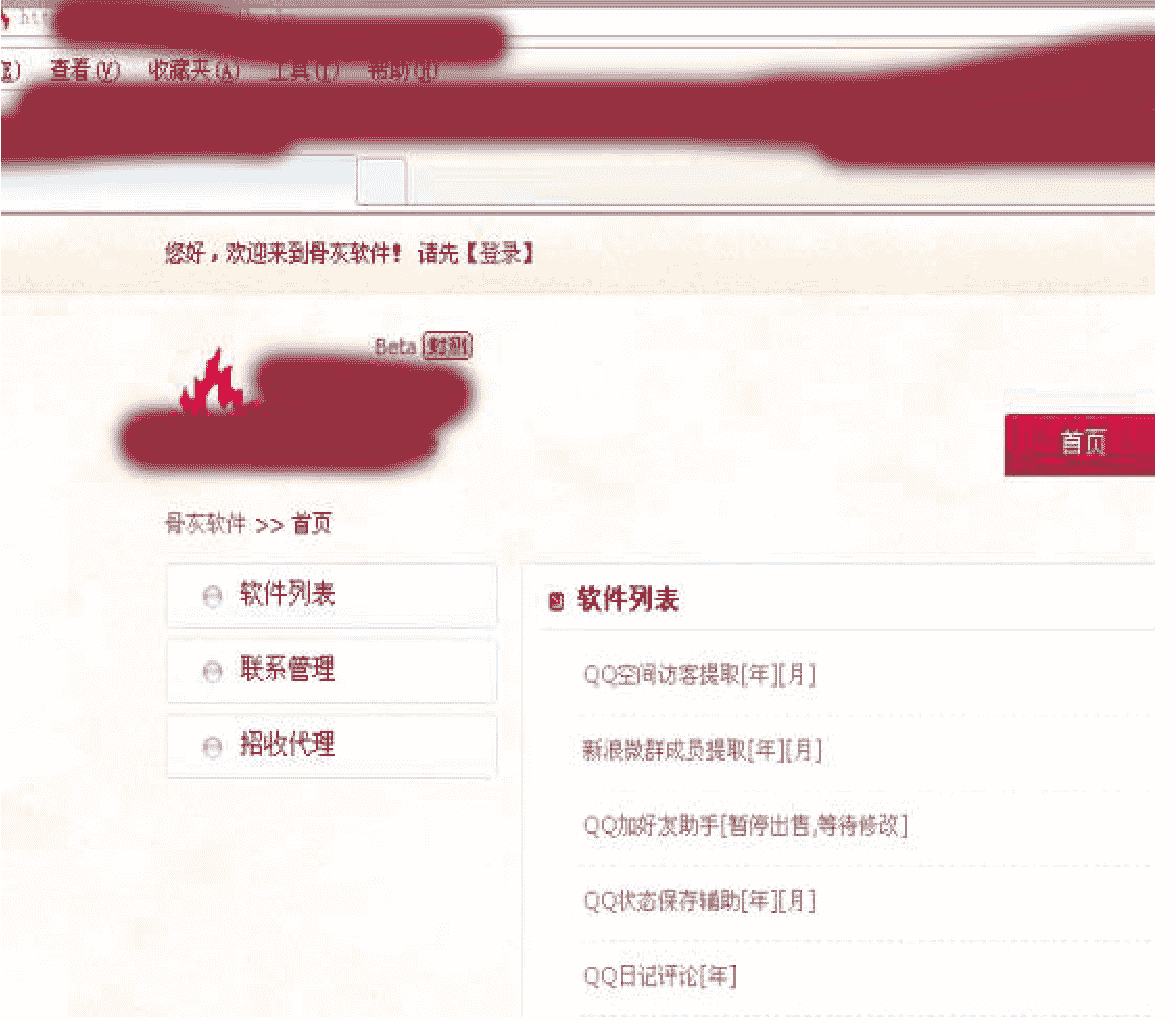 E) 查看(V) 收藏夹(A) 工具(T) 帮助(H)
您好，欢迎来到骨灰软件！ 请先【登录】
Beta
首页
骨灰软件 >> 首页
软件列表
联系管理
招收代理
软件列表
QQ空间访客提取[年][月]
新浪微群成员提取[年][月]
QQ加好友助手[暂停出售,等待修改]
QQ状态保存辅助[年][月]
QQ日记评论[年]